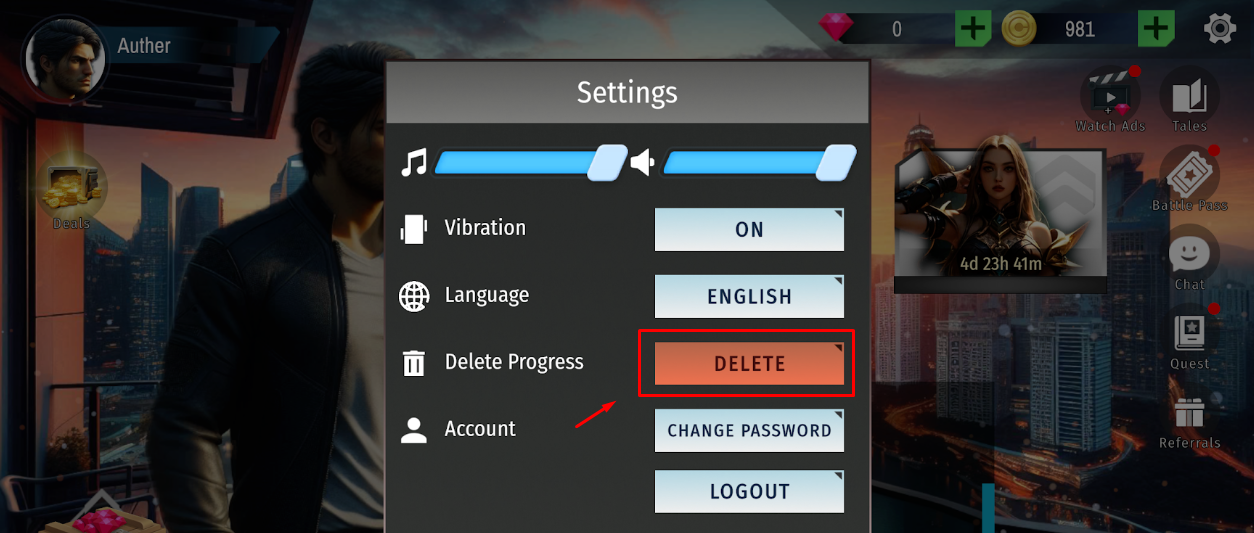 Auther
0
981
Settings
Watch Ads
Tales
Deals
Vibration
ON
Battle Pass
4d 23h 41m
Language
ENGLISH
Chat
Delete Progress
DELETE
Quest
Account
CHANGE PASSWORD
Referrals
LOGOUT